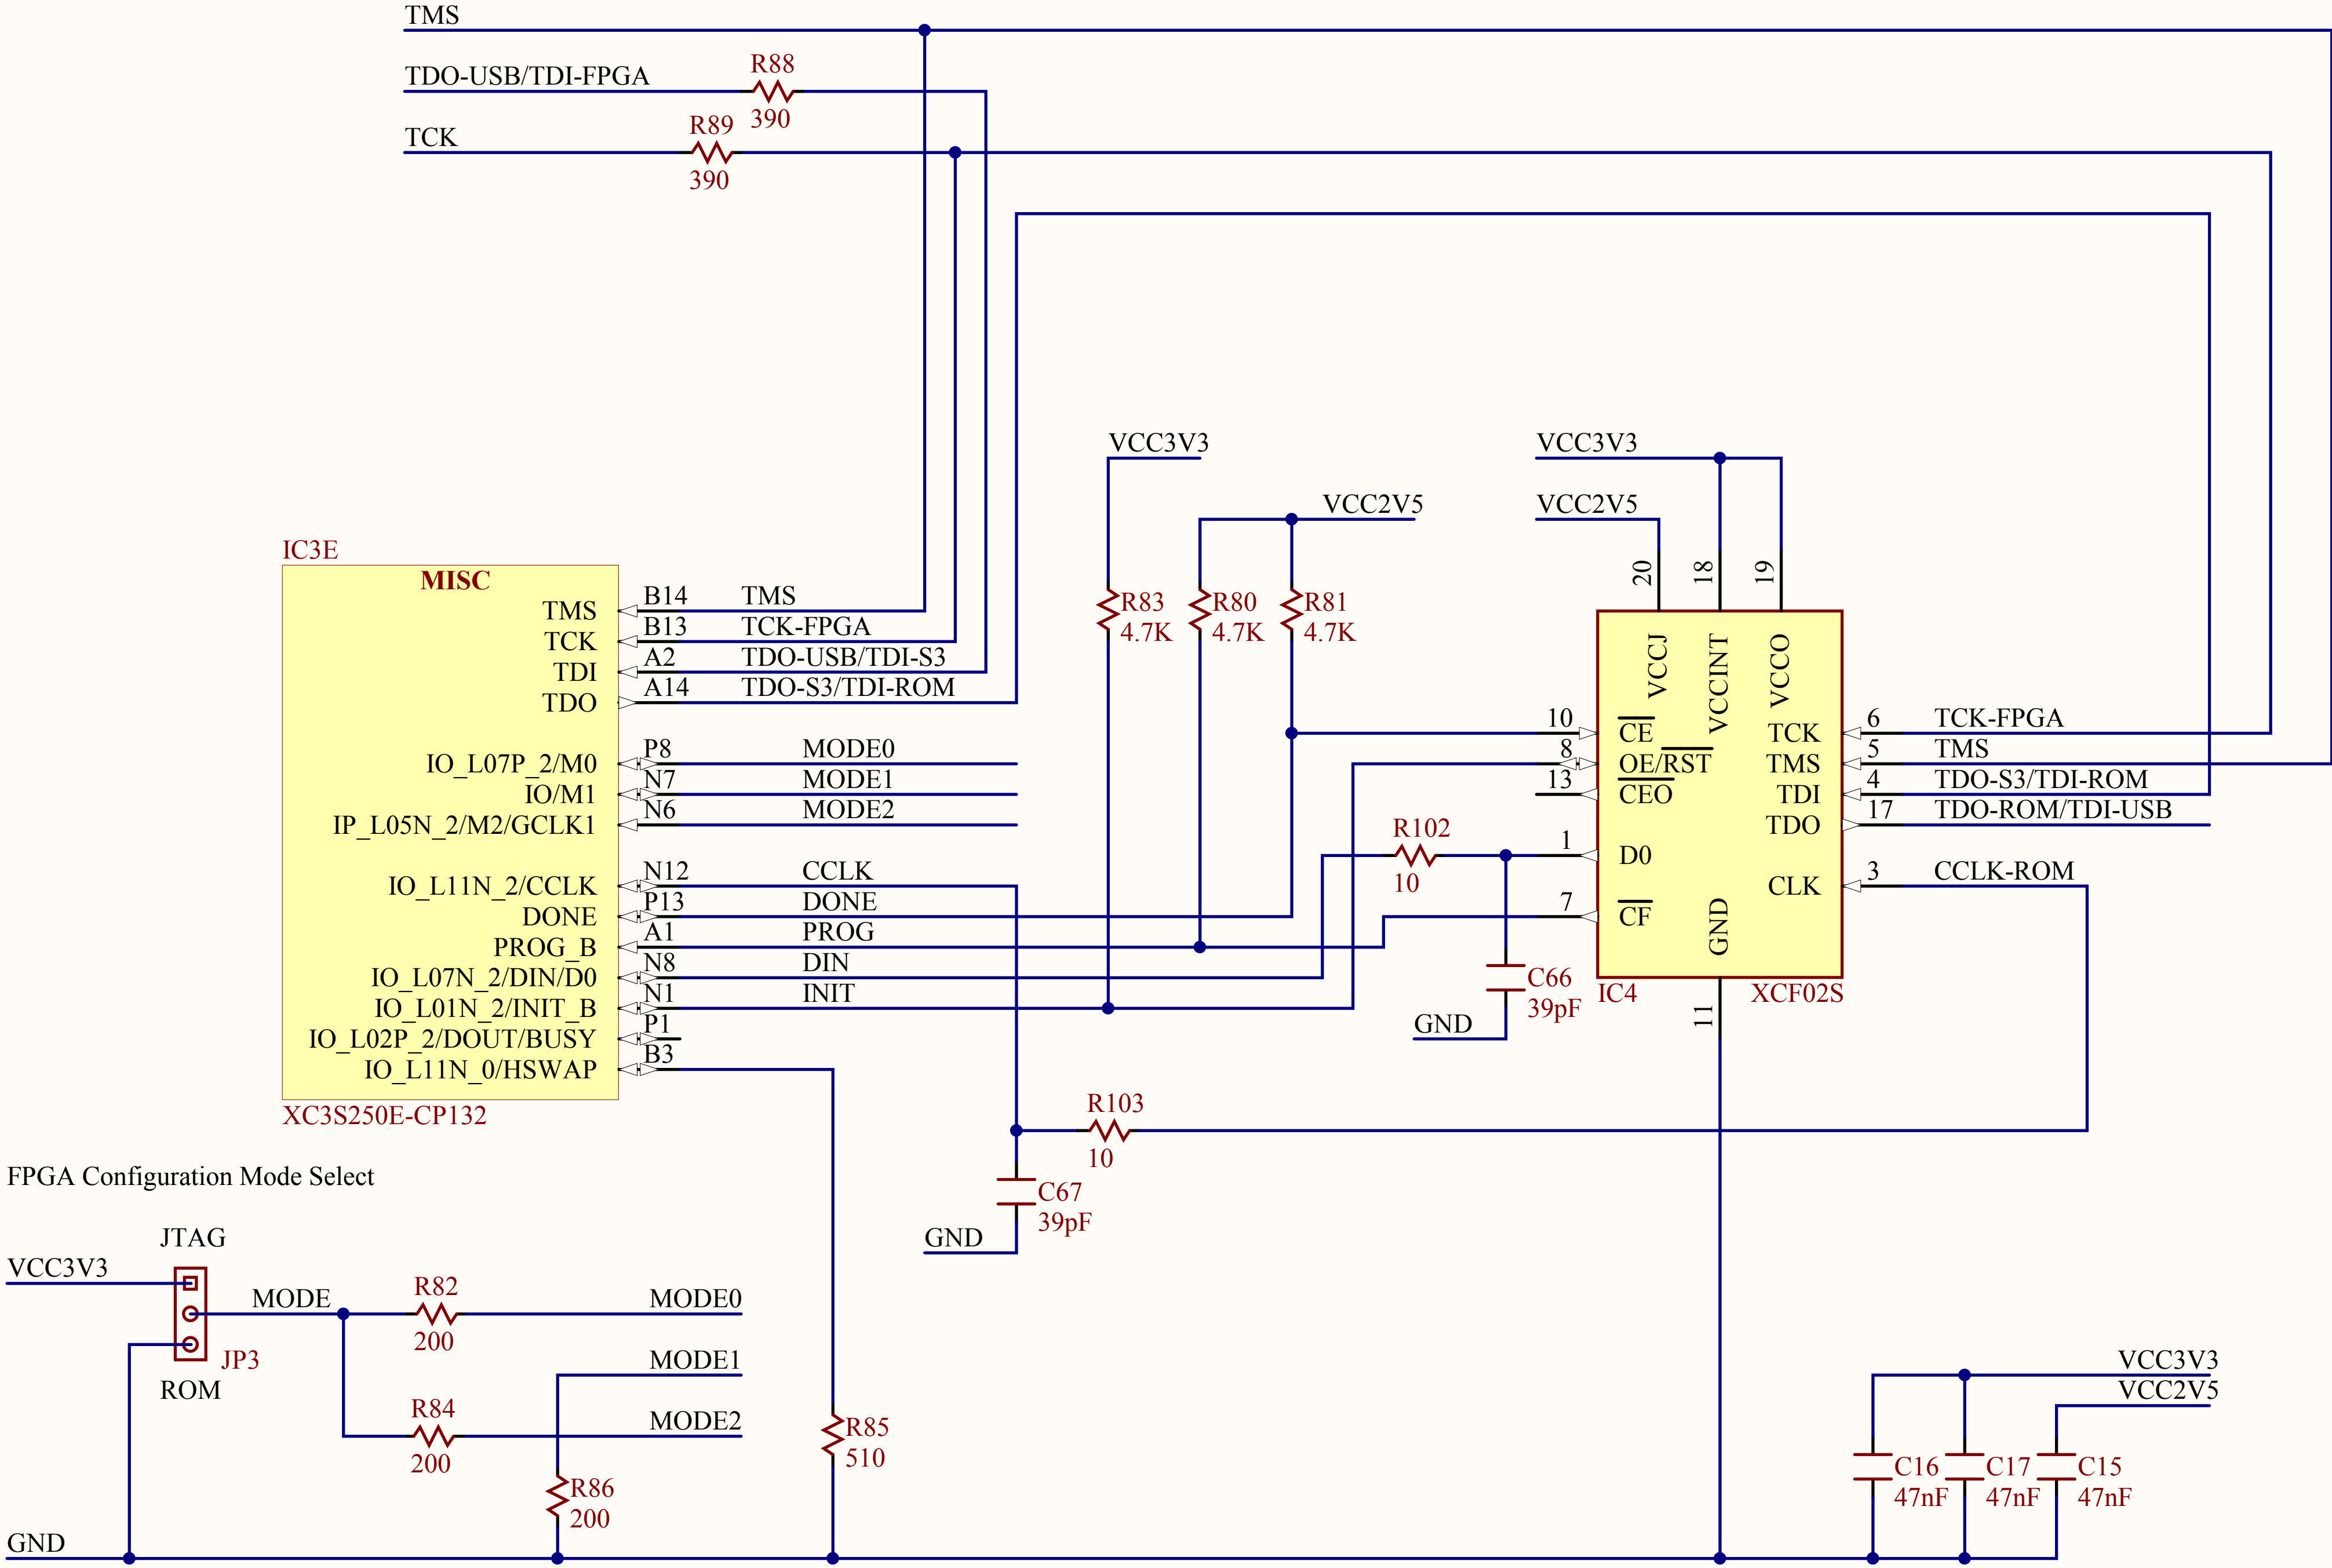 TMS
TDO-USB/TDI-FPGA
R88
390
TCK
R89
390
VCC3V3
VCC2V5
VCC3V3
VCC2V5
R83
4.7K
R80
4.7K
R81
4.7K
IC3E
MISC
TMS B14 TMS
TCK B13 TCK-FPGA
TDI A2 TDO-USB/TDI-S3
TDO A14 TDO-S3/TDI-ROM
IO_L07P_2/M0 P8 MODE0
IO/M1 N7 MODE1
IP_L05N_2/M2/GCLK1 N6 MODE2
IO_L11N_2/CCLK N12 CCLK
DONE P13 DONE
PROG_B A1 PROG
IO_L07N_2/DIN/D0 N8 DIN
IO_L01N_2/INIT_B N1 INIT
IO_L02P_2/DOUT/BUSY P1
IO_L11N_0/HSWAP B3
XC3S250E-CP132
20
18
19
VCCJ
VCCINT
VCCO
10 CE
8 OE/RST
13 CEO
1 D0
7 CF
TCK 6 TCK-FPGA
TMS 5 TMS
TDI 4 TDO-S3/TDI-ROM
TDO 17 TDO-ROM/TDI-USB
CLK 3 CCLK-ROM
GND
11
IC4
XCF02S
R102
10
C66
39pF
GND
R103
10
C67
39pF
GND
FPGA Configuration Mode Select
JTAG
VCC3V3
MODE
R82
200
MODE0
JP3
ROM
MODE1
R84
200
MODE2
R86
200
R85
510
GND
VCC3V3
VCC2V5
C16
47nF
C17
47nF
C15
47nF